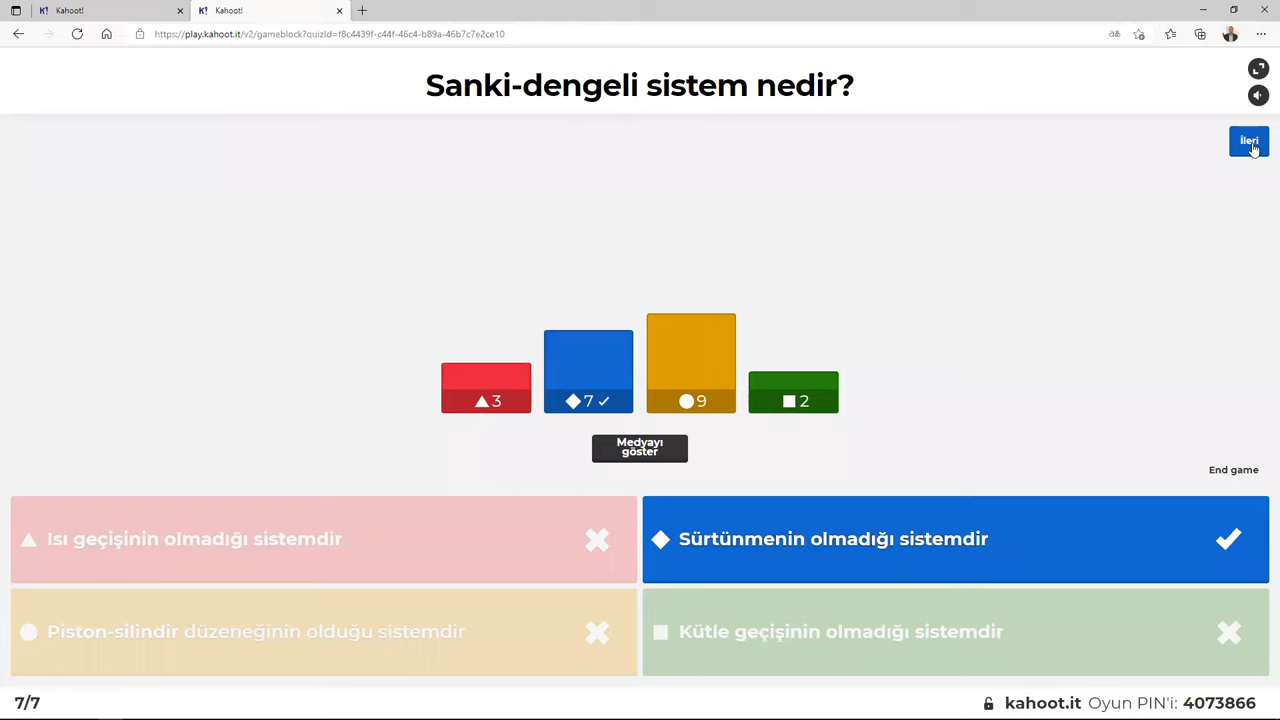 Kahoot!
Kahoot!
https://play.kahoot.it/v2/gameblock?quizId=f8c4439f-c44f-46c4-b89a-46b7c7e2ce10
Sanki-dengeli sistem nedir?
İleri
3
7
9
2
Medyayı
göster
End game
Isı geçişinin olmadığı sistemdir
Sürtünmenin olmadığı sistemdir
Piston-silindir düzeneğinin olduğu sistemdir
Kütle geçişinin olmadığı sistemdir
7/7
kahoot.it Oyun PIN'i: 4073866